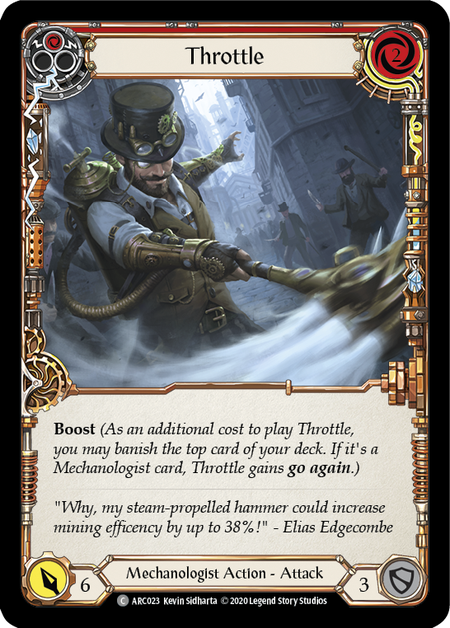 Throttle
2
Boost (As an additional cost to play Throttle,
you may banish the top card of your deck. If it's a
Mechanologist card, Throttle gains go again.)
"Why, my steam-propelled hammer could increase
mining efficency by up to 38%!" - Elias Edgecombe
6
Mechanologist Action - Attack
3
C ARC023 Kevin Sidharta ©2020 Legend Story Studios